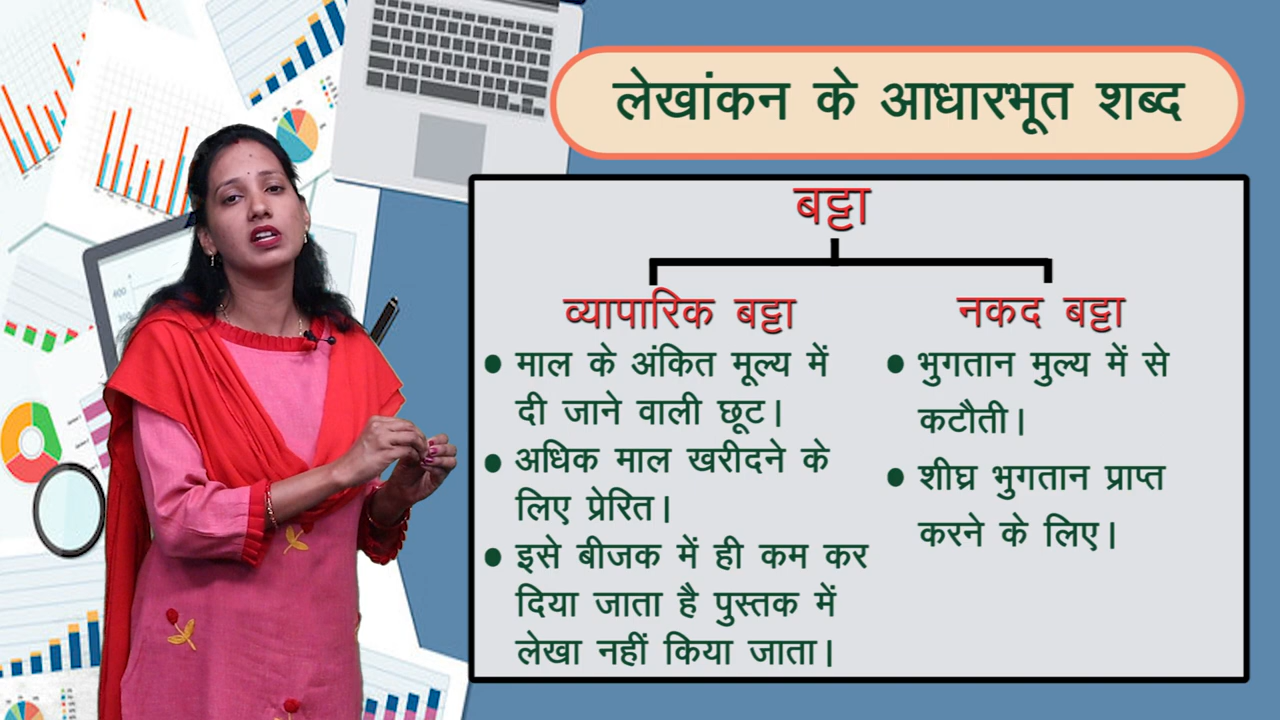 लेखांकन के आधारभूत शब्द
बट्टा
व्यापारिक बट्टा
• माल के अंकित मूल्य में
दी जाने वाली छूट।
• अधिक माल खरीदने के
लिए प्रेरित।
• इसे बीजक में ही कम कर
दिया जाता है पुस्तक में
लेखा नहीं किया जाता।
नकद बट्टा
• भुगतान मुल्य में से
कटौती।
• शीघ्र भुगतान प्राप्त
करने के लिए।